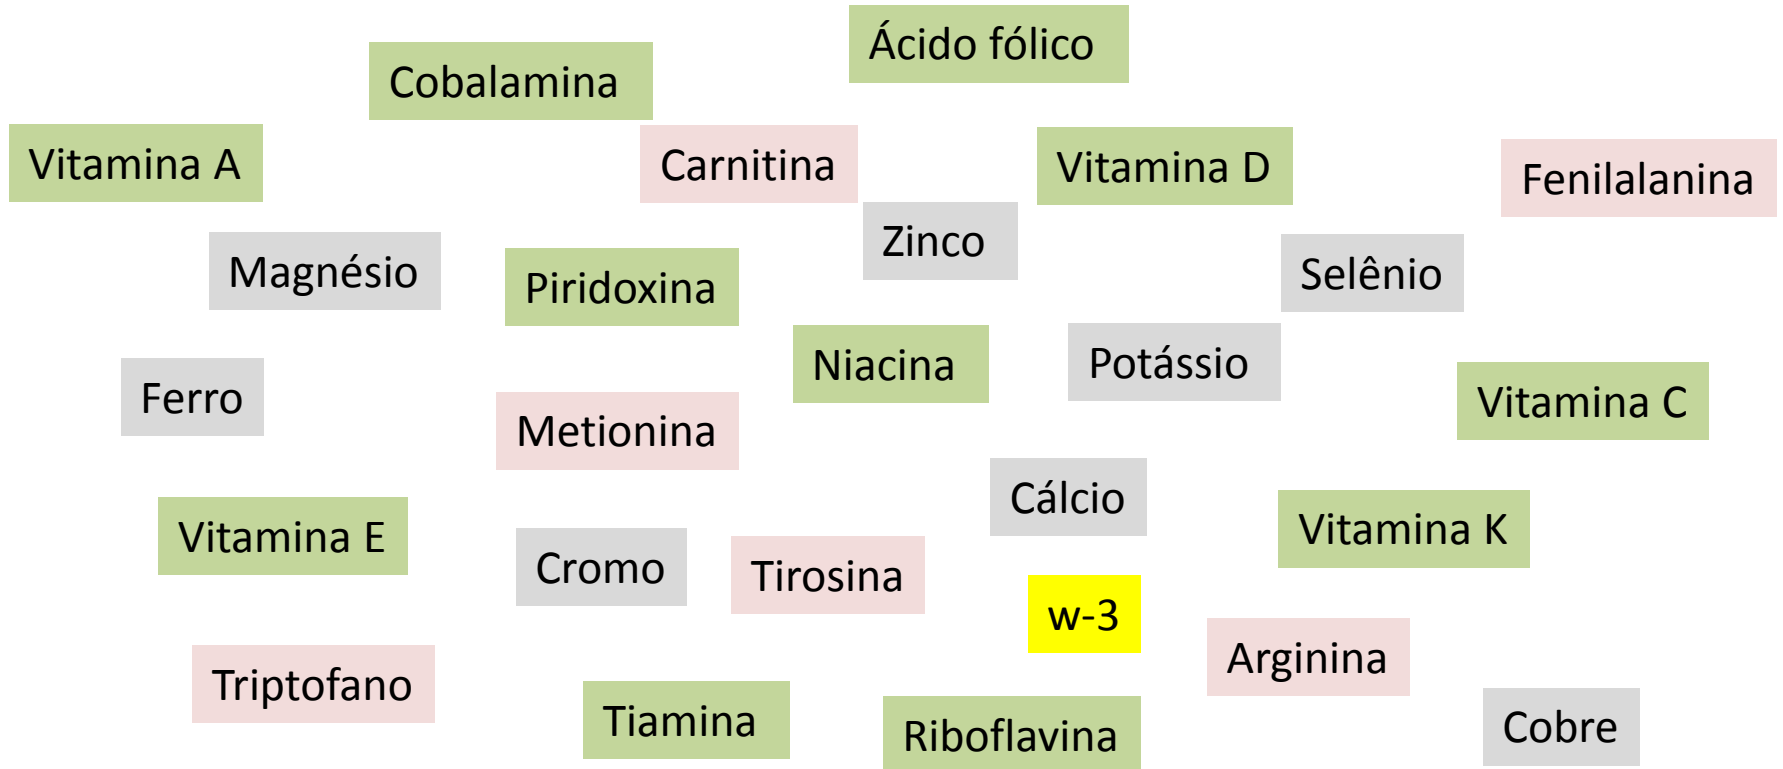 Ácido fólico
Cobalamina
Vitamina A
Carnitina
Vitamina D
Fenilalanina
Zinco
Magnésio
Piridoxina
Selênio
Niacina
Potássio
Ferro
Metionina
Vitamina C
Cálcio
Vitamina E
Vitamina K
Cromo
Tirosina
w-3
Arginina
Triptofano
Tiamina
Riboflavina
Cobre